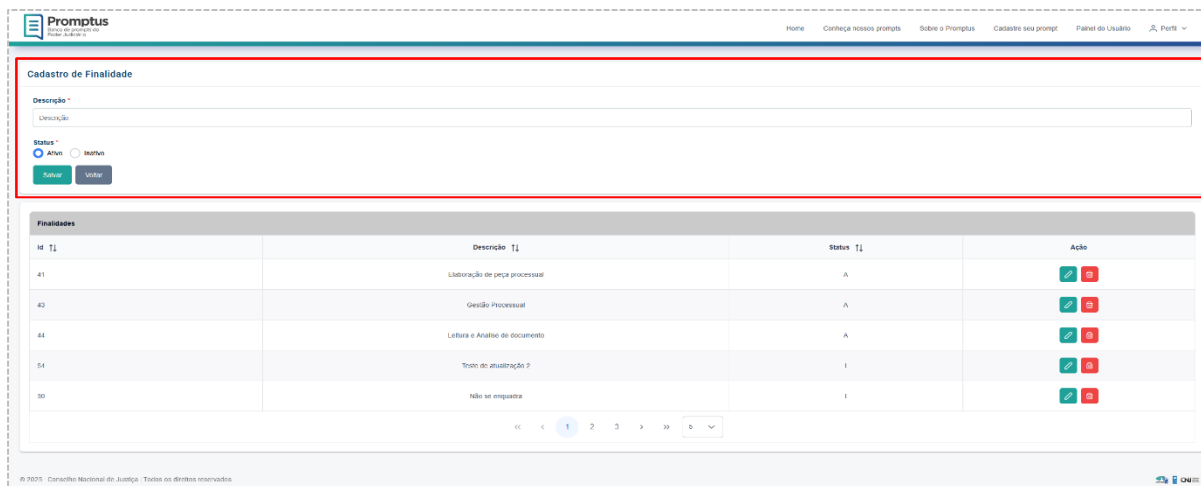 Promptus
Banco de prompts do
Poder Judiciário
Home Conheça nossos prompts Sobre o Promptus Cadastre seu prompt Painel do Usuário Perfil
Cadastro de Finalidade
Descrição *
Descrição
Status *
Ativo Inativo
Salvar Voltar
Finalidades
Id Descrição Status Ação
41 Elaboração de peça processual A
43 Gestão Processual A
44 Leitura e Análise de documento A
54 Teste de atualização 2 I
30 Não se enquadra I
<< < 1 2 3 > >> 5
© 2025 - Conselho Nacional de Justiça | Todos os direitos reservados.
CNJ